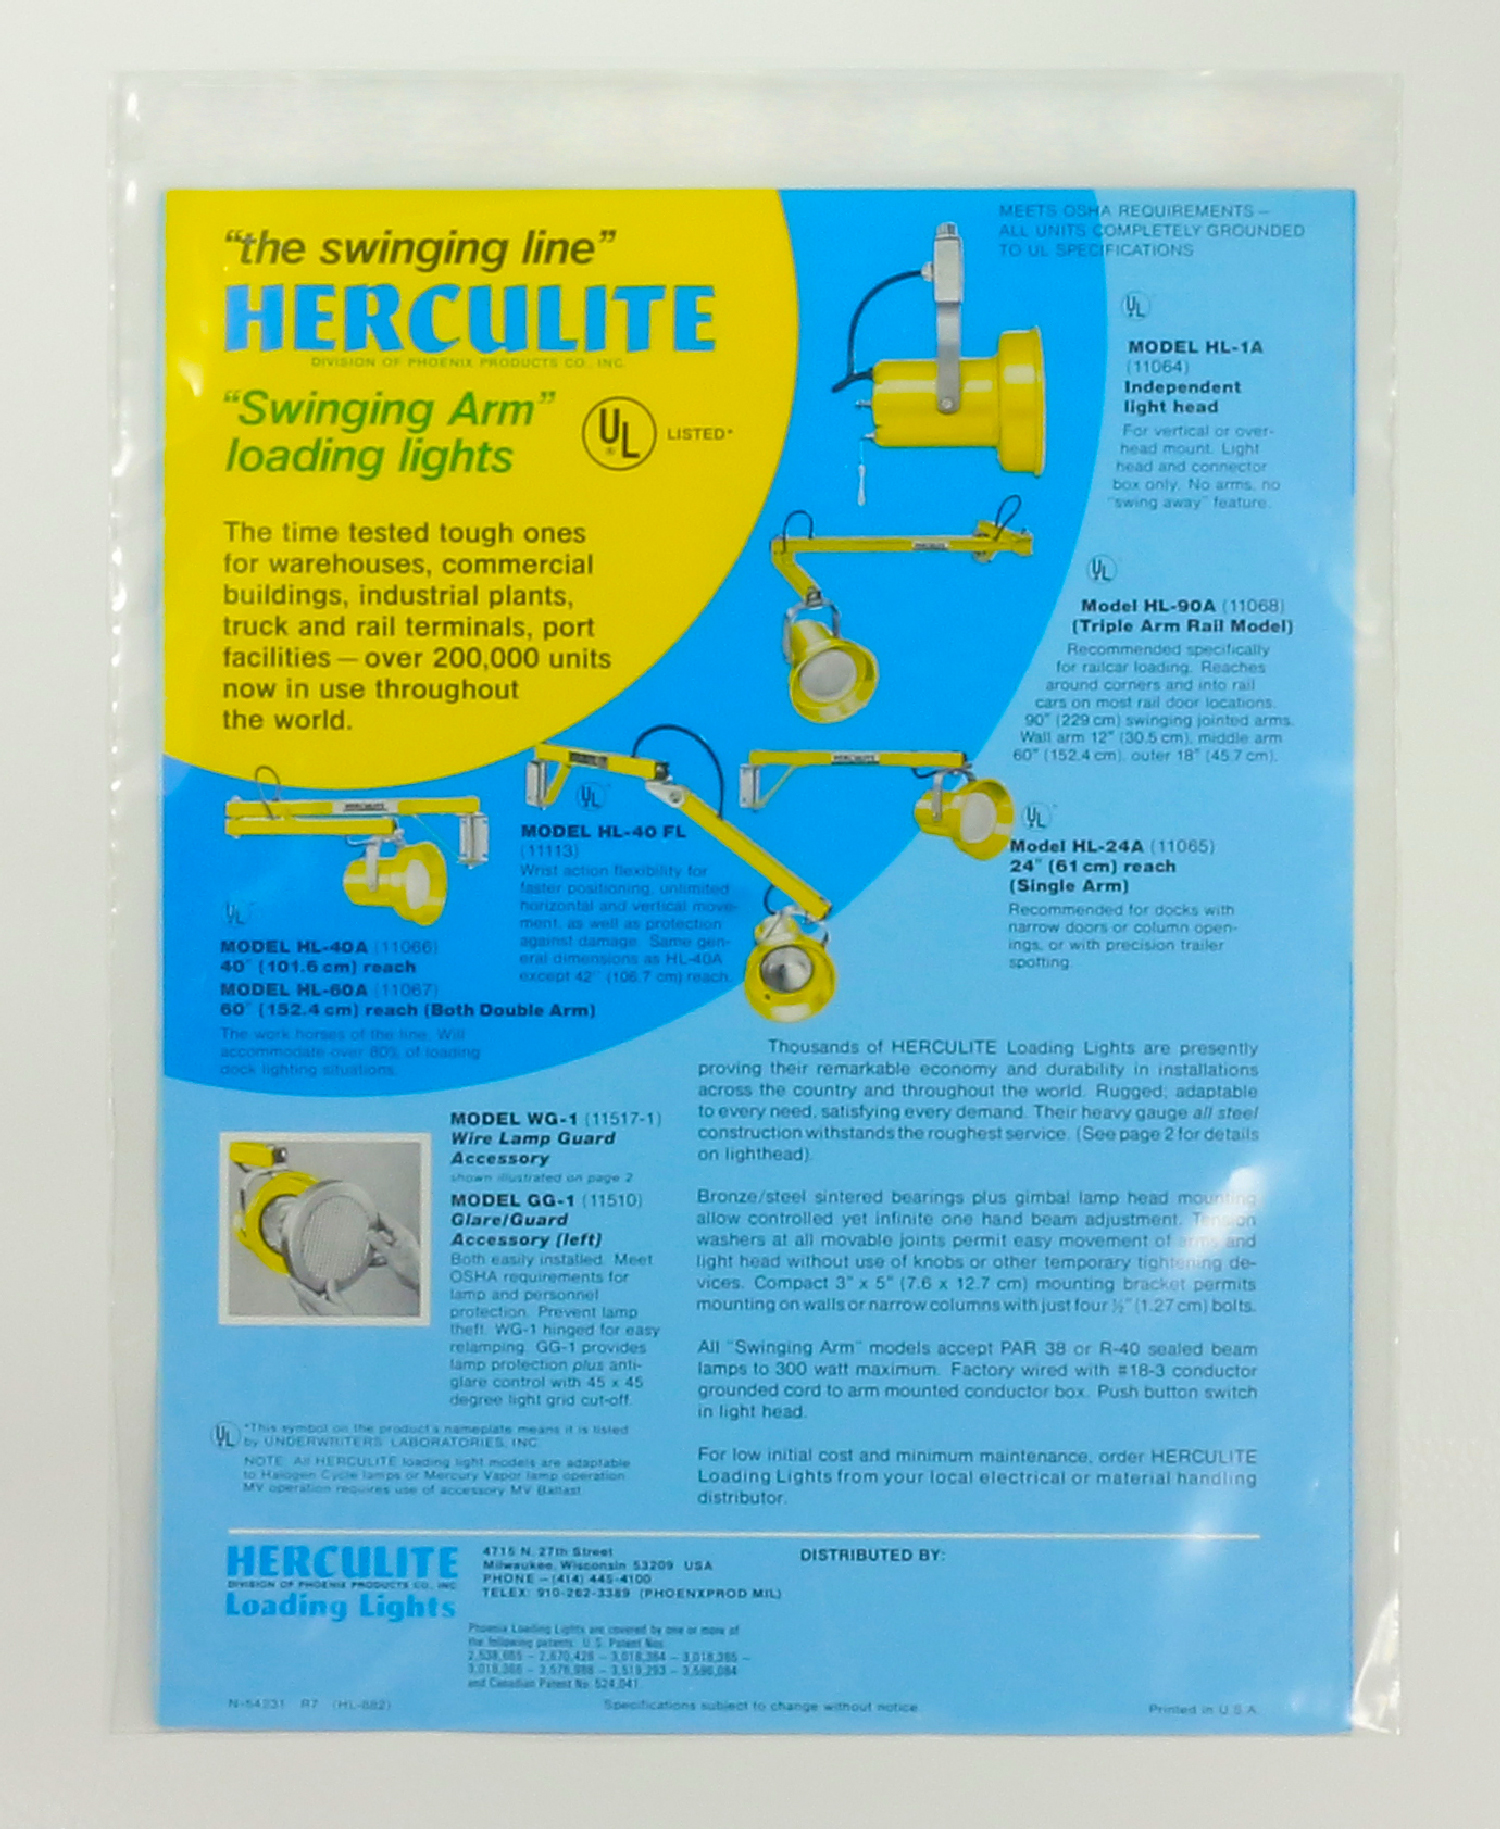 "the swinging line"
HERCULITE
DIVISION OF PHOENIX PRODUCTS CO., INC.
"Swinging Arm"
loading lights
UL
®
LISTED*
The time tested tough ones
for warehouses, commercial
buildings, industrial plants,
truck and rail terminals, port
facilities — over 200,000 units
now in use throughout
the world.
MEETS OSHA REQUIREMENTS —
ALL UNITS COMPLETELY GROUNDED
TO UL SPECIFICATIONS
UL
MODEL HL-1A
(11064)
Independent
light head
For vertical or over-
head mount. Light
head and connector
box only. No arms, no
"swing away" feature.
UL
Model HL-90A (11068)
(Triple Arm Rail Model)
Recommended specifically
for railcar loading. Reaches
around corners and into rail
cars on most rail door locations.
90" (229 cm) swinging jointed arms.
Wall arm 12" (30.5 cm), middle arm
60" (152.4 cm), outer 18" (45.7 cm).
HERCULITE
UL
Model HL-24A (11065)
24" (61 cm) reach
(Single Arm)
Recommended for docks with
narrow doors or column open-
ings, or with precision trailer
spotting.
UL
MODEL HL-40 FL
(11113)
Wrist action flexibility for
faster positioning, unlimited
horizontal and vertical move-
ment, as well as protection
against damage. Same gen-
eral dimensions as HL-40A
except 42" (106.7 cm) reach.
HERCULITE
UL
MODEL HL-40A (11066)
40" (101.6 cm) reach
MODEL HL-60A (11067)
60" (152.4 cm) reach (Both Double Arm)
The work horses of the line. Will
accommodate over 80% of loading
dock lighting situations.
MODEL WG-1 (11517-1)
Wire Lamp Guard
Accessory
shown illustrated on page 2
MODEL GG-1 (11510)
Glare/Guard
Accessory (left)
Both easily installed. Meet
OSHA requirements for
lamp and personnel
protection. Prevent lamp
theft. WG-1 hinged for easy
relamping. GG-1 provides
lamp protection plus anti-
glare control with 45 x 45
degree light grid cut-off.
UL
*This symbol on the product's nameplate means it is listed
by UNDERWRITERS LABORATORIES, INC.
NOTE: All HERCULITE loading light models are adaptable
to Halogen Cycle lamps or Mercury Vapor lamp operation.
MV operation requires use of accessory MV Ballast.
Thousands of HERCULITE Loading Lights are presently
proving their remarkable economy and durability in installations
across the country and throughout the world. Rugged; adaptable
to every need, satisfying every demand. Their heavy gauge all steel
construction withstands the roughest service. (See page 2 for details
on lighthead).
Bronze/steel sintered bearings plus gimbal lamp head mounting
allow controlled yet infinite one hand beam adjustment. Tension
washers at all movable joints permit easy movement of arms and
light head without use of knobs or other temporary tightening de-
vices. Compact 3" x 5" (7.6 x 12.7 cm) mounting bracket permits
mounting on walls or narrow columns with just four ½" (1.27 cm) bolts.
All "Swinging Arm" models accept PAR 38 or R-40 sealed beam
lamps to 300 watt maximum. Factory wired with #18-3 conductor
grounded cord to arm mounted conductor box. Push button switch
in light head.
For low initial cost and minimum maintenance, order HERCULITE
Loading Lights from your local electrical or material handling
distributor.
HERCULITE
DIVISION OF PHOENIX PRODUCTS CO., INC.
Loading Lights
4715 N. 27th Street
Milwaukee, Wisconsin 53209 USA
PHONE – (414) 445-4100
TELEX: 910-262-3389 (PHOENXPROD MIL)
DISTRIBUTED BY:
Phoenix Loading Lights are covered by one or more of
the following patents: U. S. Patent Nos.
2,670,428 – 3,018,364 – 3,018,365 –
and Canadian Patent No. 524,041.
N-54231 R7 (HL-882)
Specifications subject to change without notice
Printed in U.S.A.